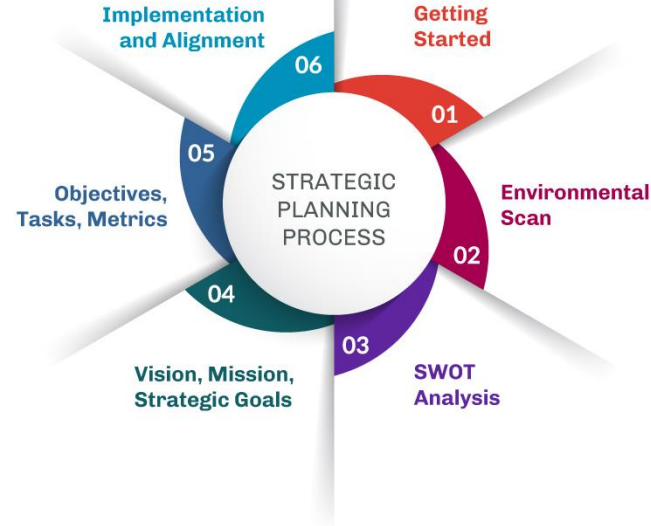 STRATEGIC
PLANNING
PROCESS
01
Getting
Started
02
Environmental
Scan
03
SWOT
Analysis
04
Vision, Mission,
Strategic Goals
05
Objectives,
Tasks, Metrics
06
Implementation
and Alignment